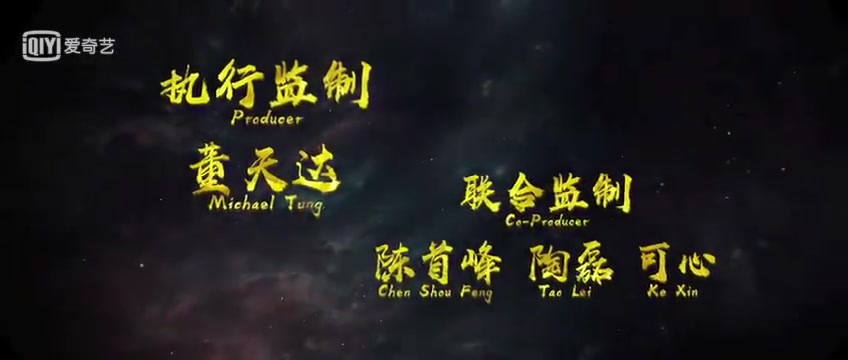 iQIYI 爱奇艺
执行监制
Producer
董天达
Michael Tung
联合监制
Co-Producer
陈首峰 陶磊 可心
Chen Shou Feng Tao Lei Ke Xin